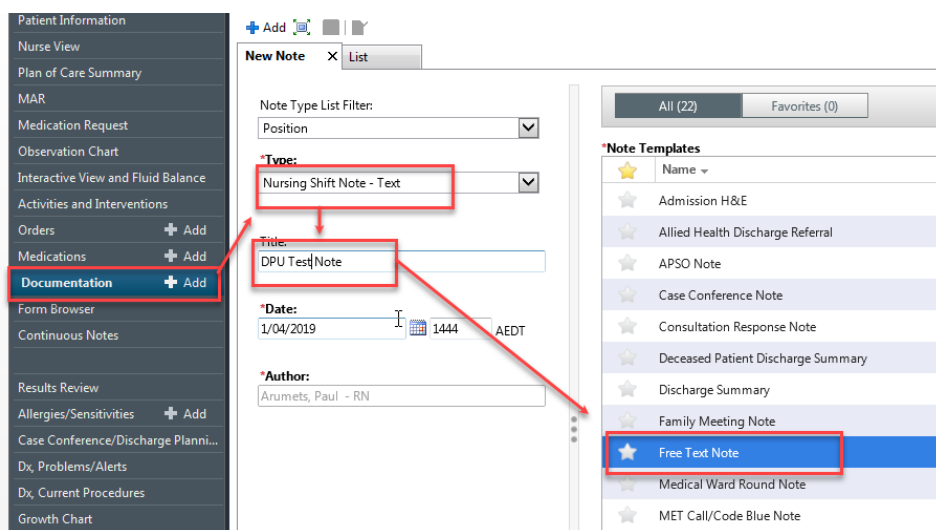 Patient Information
Nurse View
Plan of Care Summary
MAR
Medication Request
Observation Chart
Interactive View and Fluid Balance
Activities and Interventions
Orders + Add
Medications + Add
Documentation + Add
Form Browser
Continuous Notes
Results Review
Allergies/Sensitivities + Add
Case Conference/Discharge Planni...
Dx, Problems/Alerts
Dx, Current Procedures
Growth Chart
+ Add
New Note X List
Note Type List Filter:
Position
*Type:
Nursing Shift Note - Text
Title:
DPU Test Note
*Date:
1/04/2019 1444 AEDT
*Author:
Arumets, Paul - RN
All (22) Favorites (0)
*Note Templates
Name
Admission H&E
Allied Health Discharge Referral
APSO Note
Case Conference Note
Consultation Response Note
Deceased Patient Discharge Summary
Discharge Summary
Family Meeting Note
Free Text Note
Medical Ward Round Note
MET Call/Code Blue Note